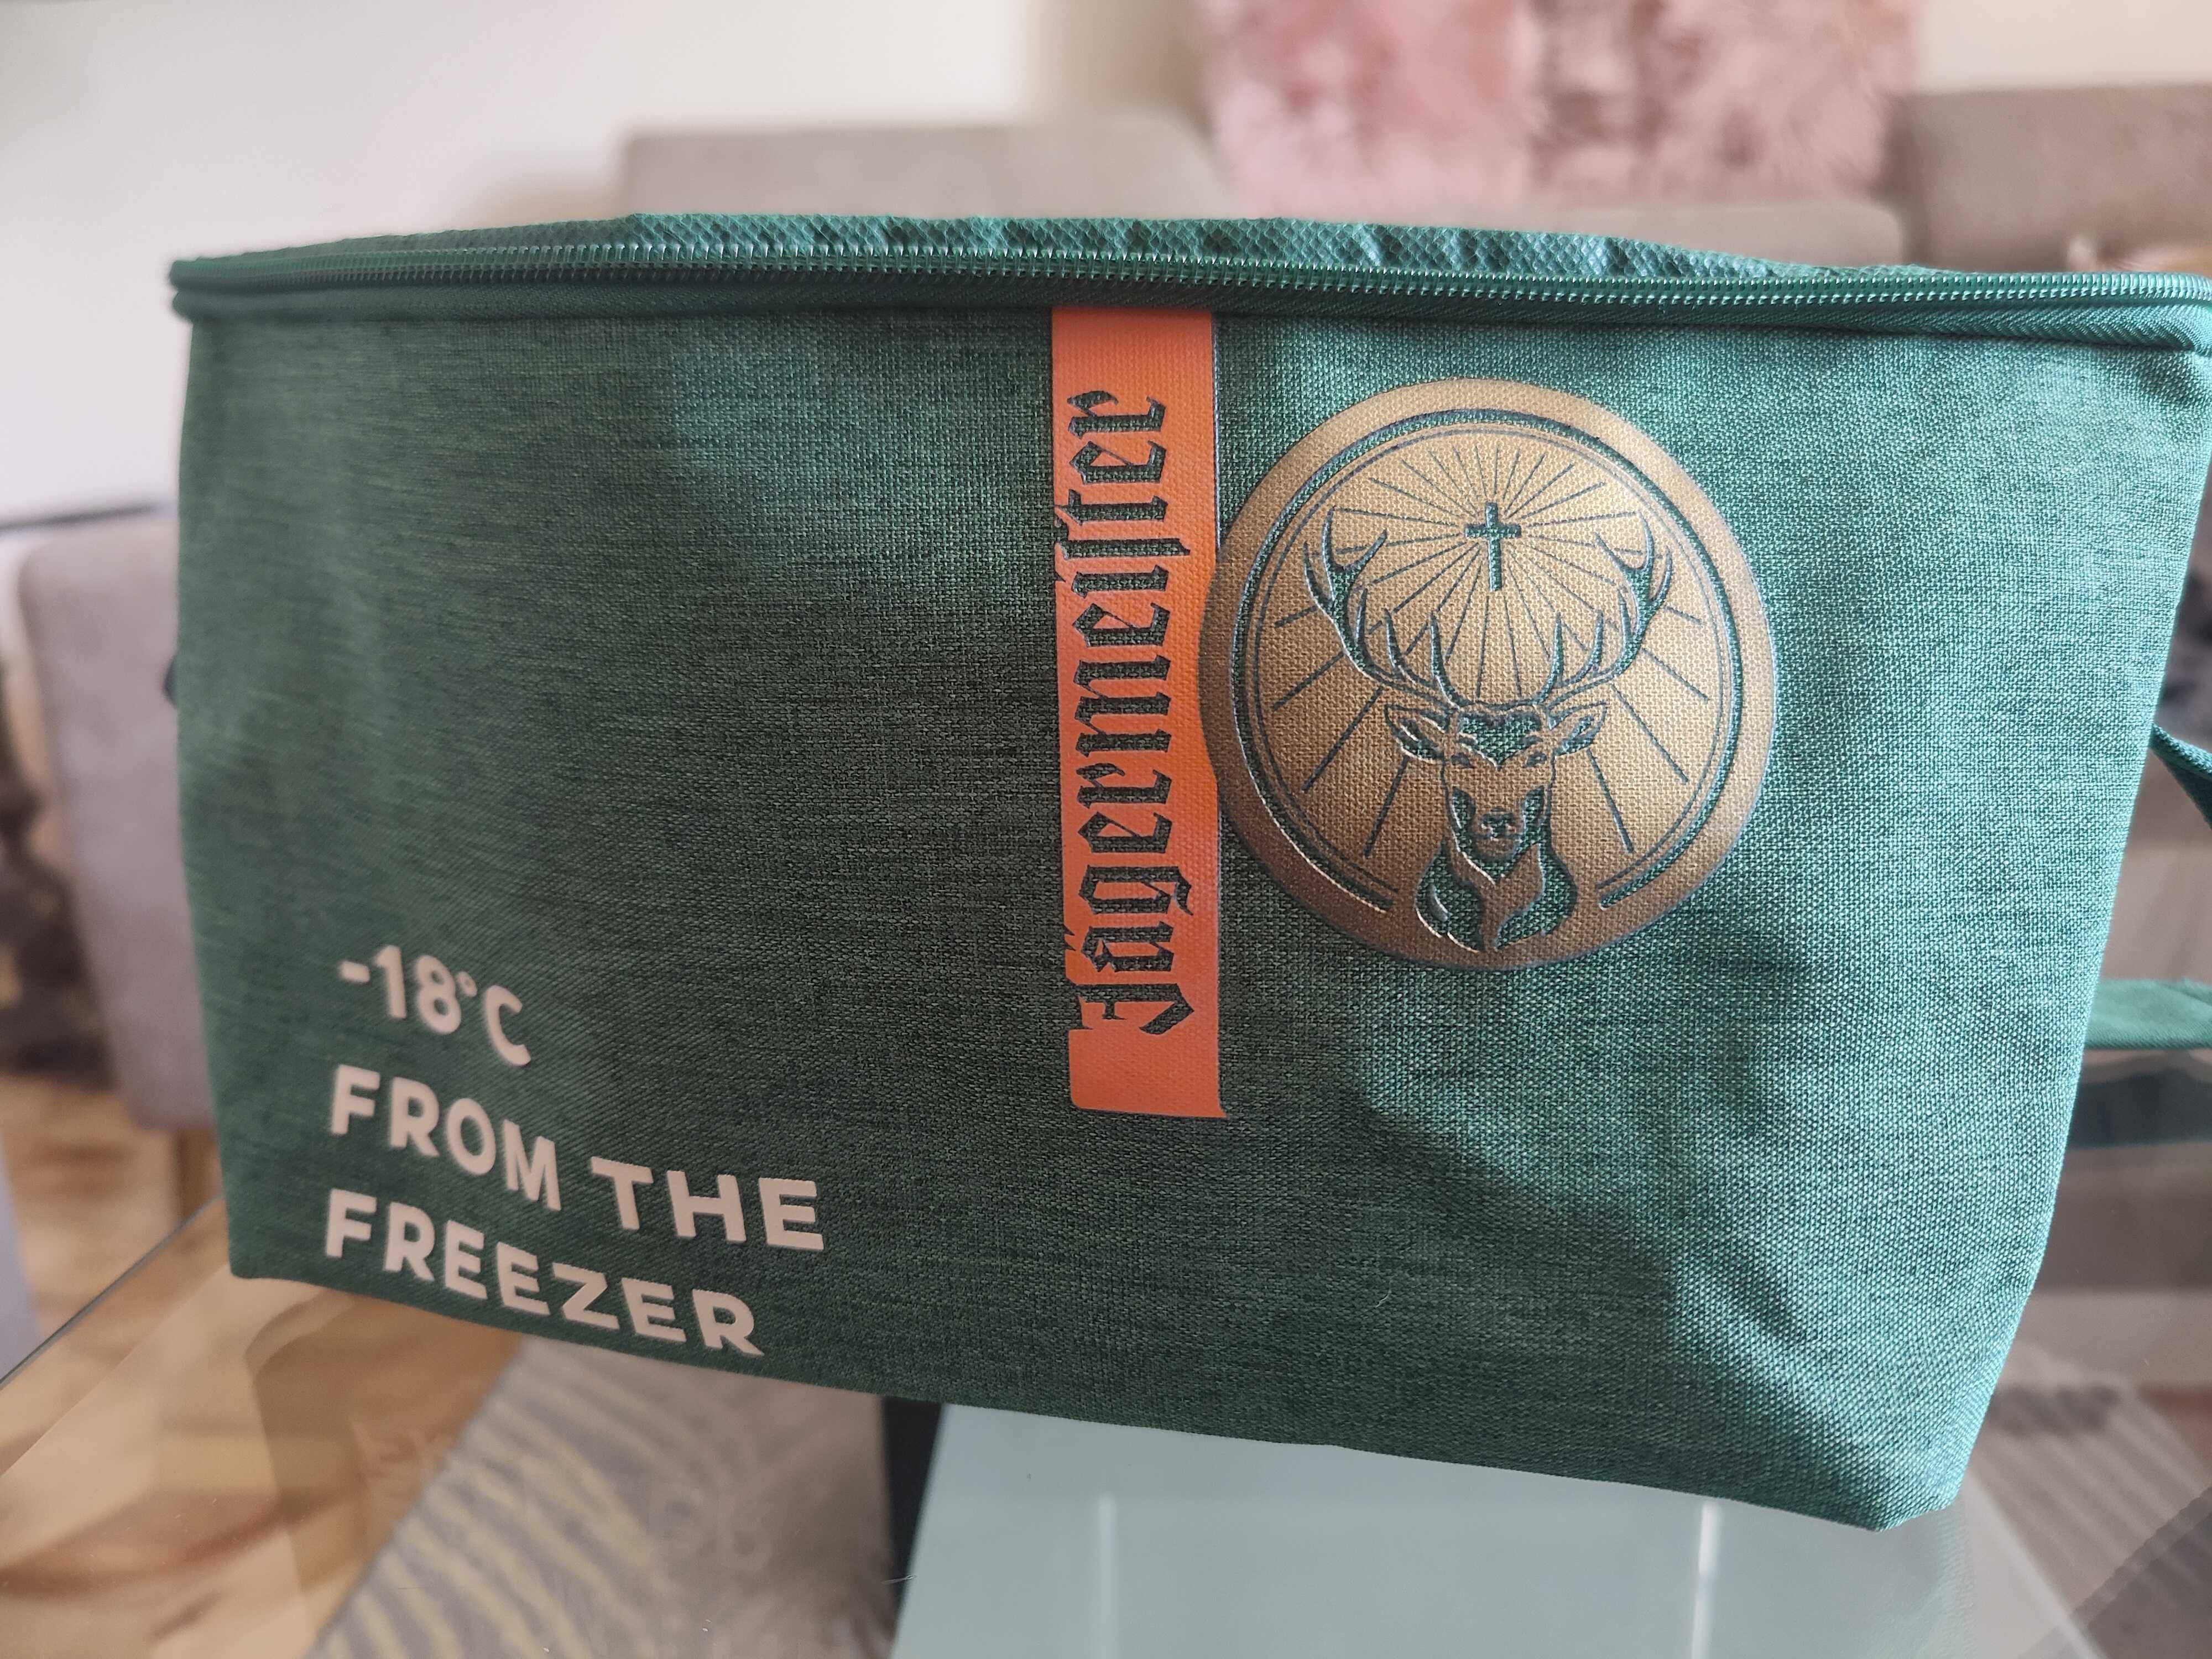 Jägermeiſter
-18°C
FROM THE
FREEZER